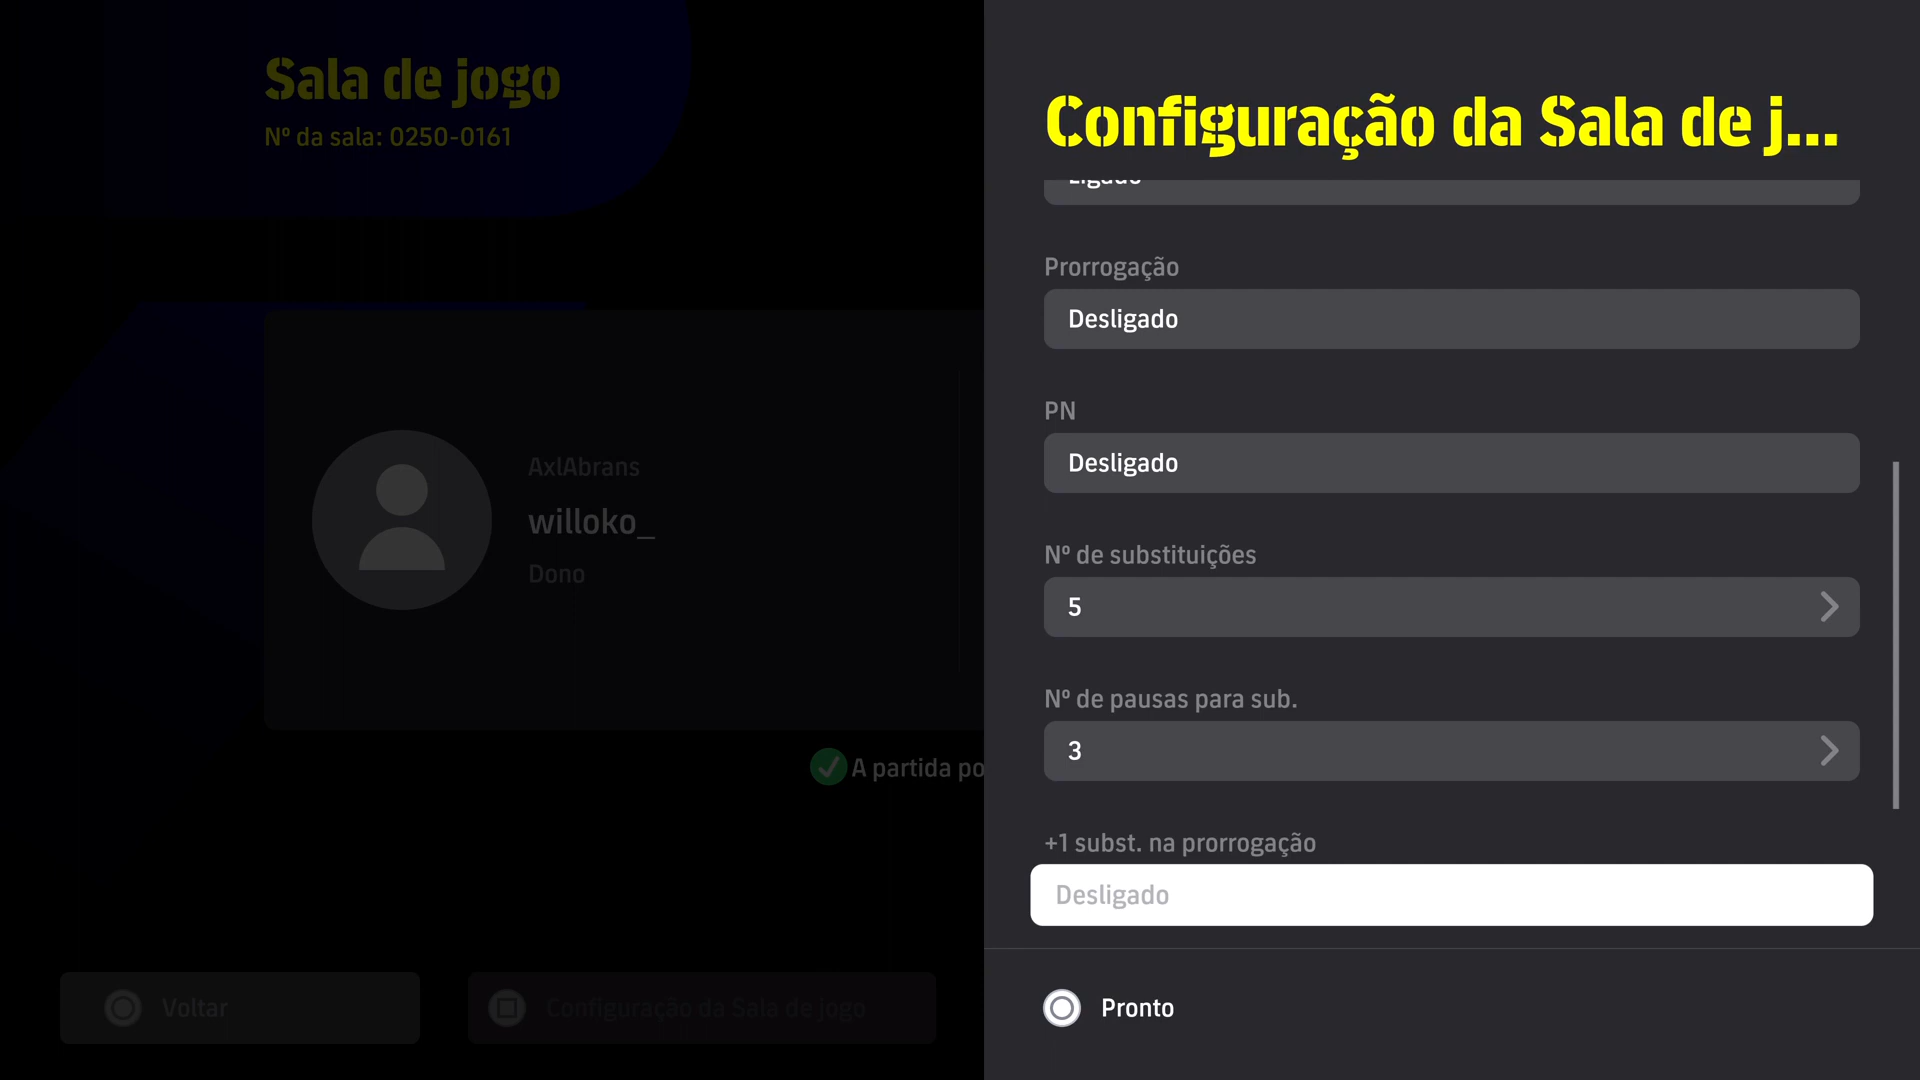 Sala de jogo
Nº da sala: 0250-0161
AxlAbrans
willoko_
Dono
A partida po
Voltar
Configuração da Sala de jogo
Configuração da Sala de j...
Ligado
Prorrogação
Desligado
PN
Desligado
Nº de substituições
5
Nº de pausas para sub.
3
+1 subst. na prorrogação
Desligado
Pronto